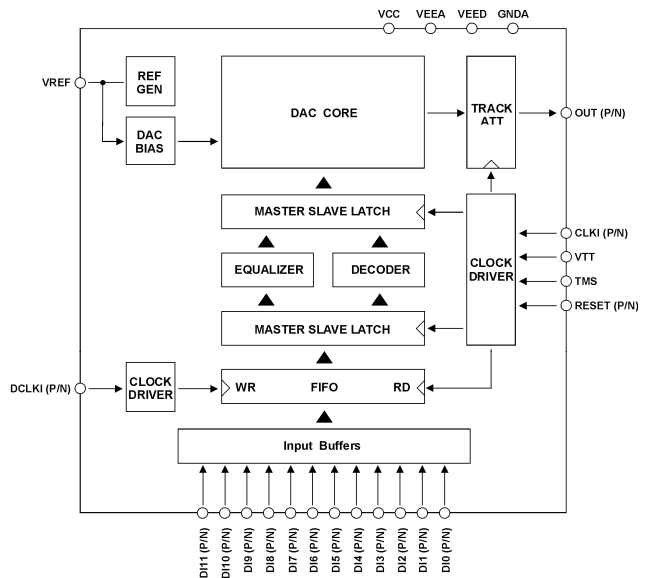 VCC VEEA VEED GNDA
VREF
REF
GEN
DAC
BIAS
DAC CORE
TRACK
ATT
OUT (P/N)
MASTER SLAVE LATCH
EQUALIZER
DECODER
MASTER SLAVE LATCH
CLOCK
DRIVER
CLKI (P/N)
VTT
TMS
RESET (P/N)
DCLKI (P/N)
CLOCK
DRIVER
WR FIFO RD
Input Buffers
DI11 (P/N)
DI10 (P/N)
DI9 (P/N)
DI8 (P/N)
DI7 (P/N)
DI6 (P/N)
DI5 (P/N)
DI4 (P/N)
DI3 (P/N)
DI2 (P/N)
DI1 (P/N)
DI0 (P/N)